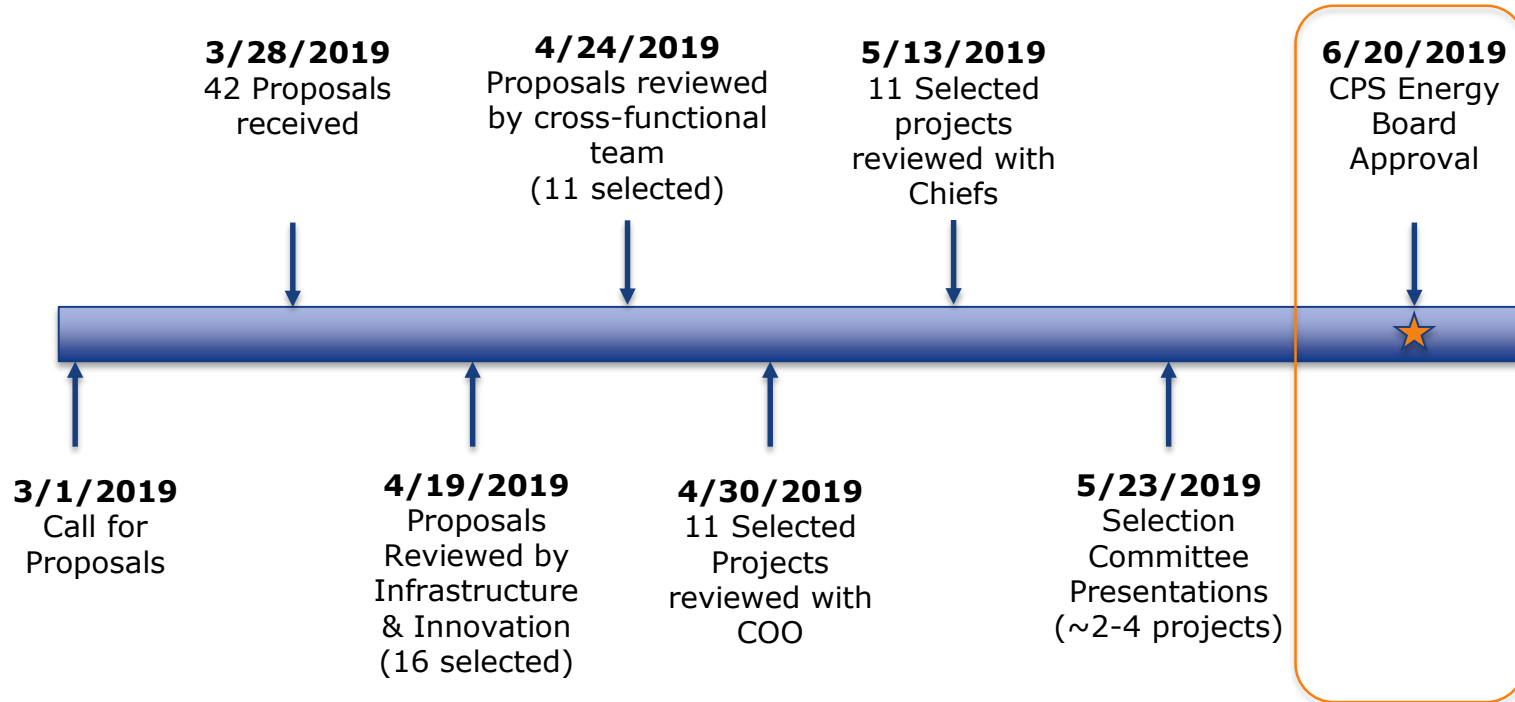 3/28/2019
42 Proposals
received
4/24/2019
Proposals reviewed
by cross-functional
team
(11 selected)
5/13/2019
11 Selected
projects
reviewed with
Chiefs
6/20/2019
CPS Energy
Board
Approval
3/1/2019
Call for
Proposals
4/19/2019
Proposals
Reviewed by
Infrastructure
& Innovation
(16 selected)
4/30/2019
11 Selected
Projects
reviewed with
COO
5/23/2019
Selection
Committee
Presentations
(~2-4 projects)